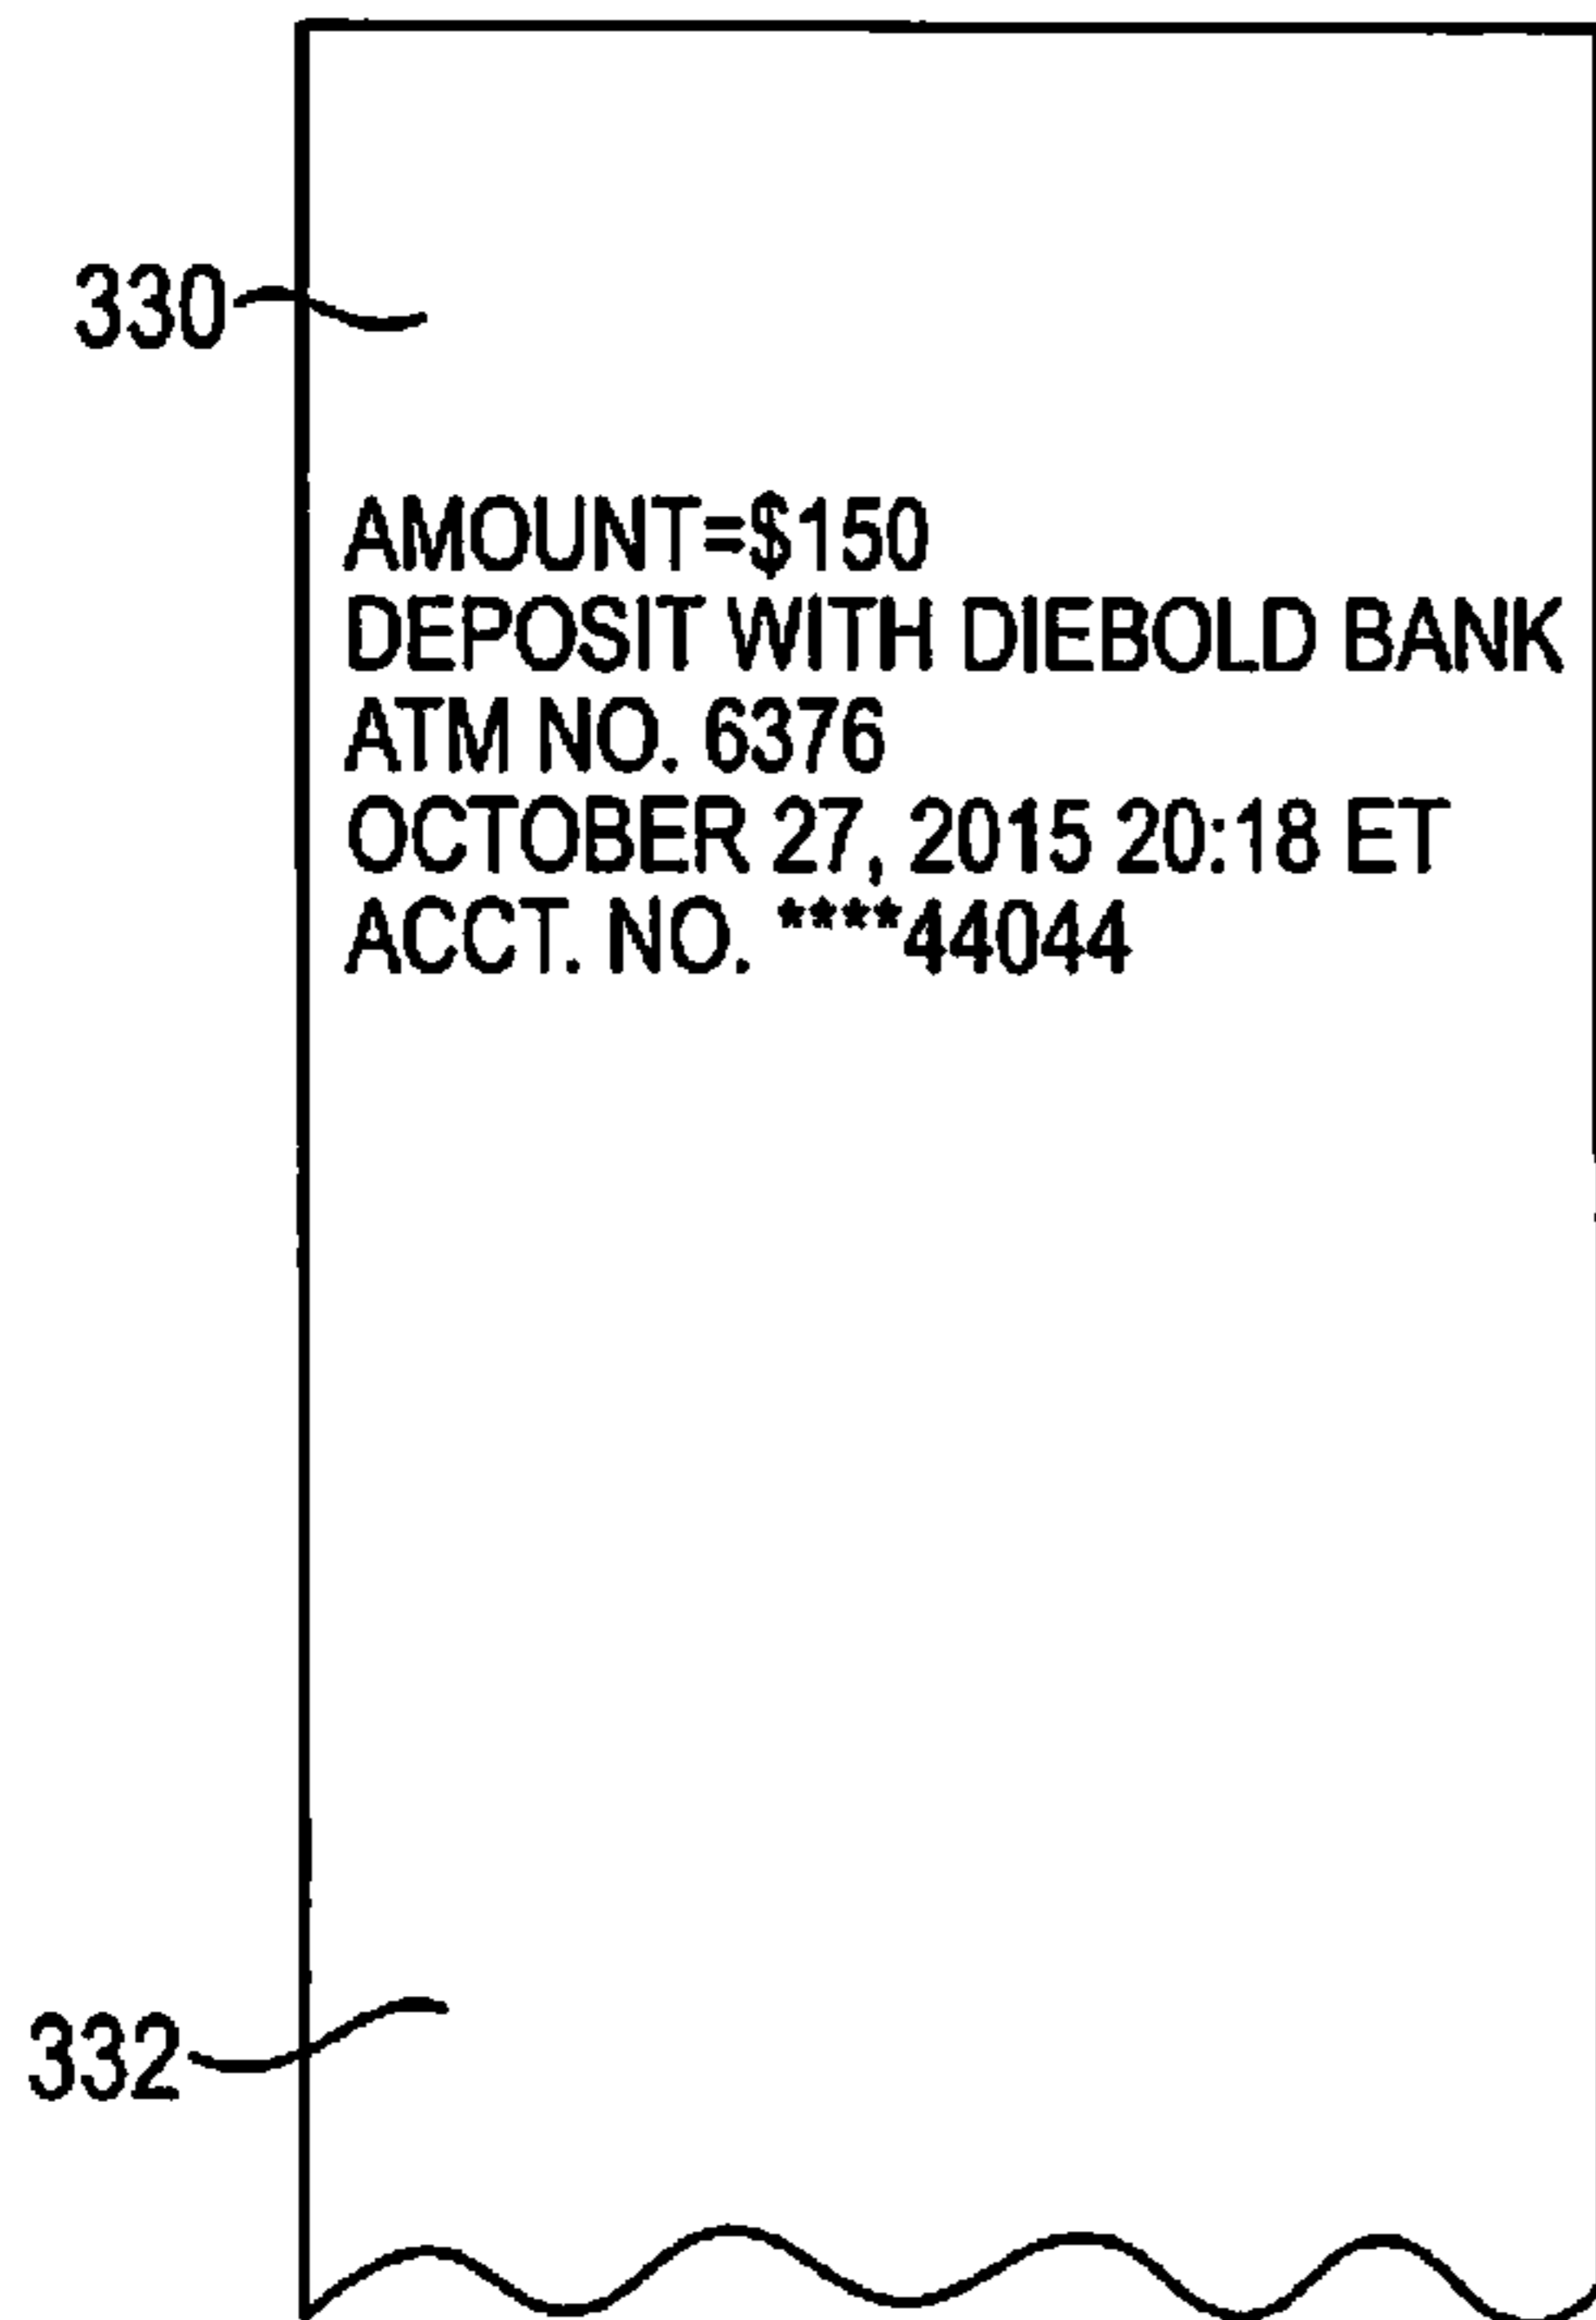 330
AMOUNT=$150
DEPOSIT WITH DIEBOLD BANK
ATM NO. 6376
OCTOBER 27, 2015 20:18 ET
ACCT. NO. ****44044
332